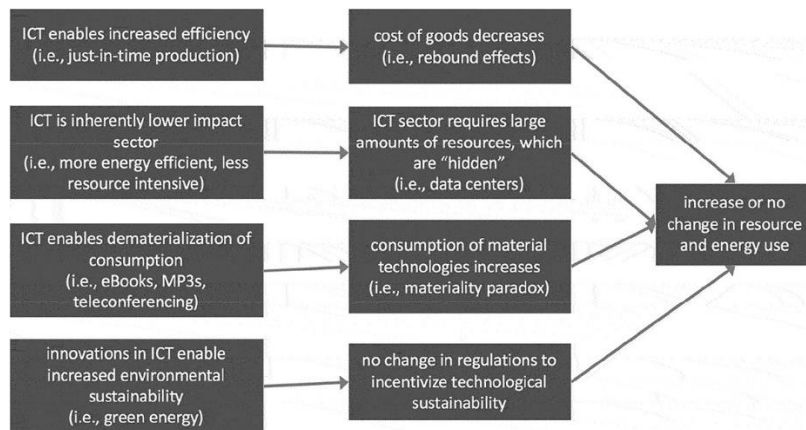 ICT enables increased efficiency
(i.e., just-in-time production)
cost of goods decreases
(i.e., rebound effects)
ICT is inherently lower impact
sector
(i.e., more energy efficient, less
resource intensive)
ICT sector requires large
amounts of resources, which
are “hidden”
(i.e., data centers)
increase or no
change in resource
and energy use
ICT enables dematerialization of
consumption
(i.e., eBooks, MP3s,
teleconferencing)
consumption of material
technologies increases
(i.e., materiality paradox)
innovations in ICT enable
increased environmental
sustainability
(i.e., green energy)
no change in regulations to
incentivize technological
sustainability